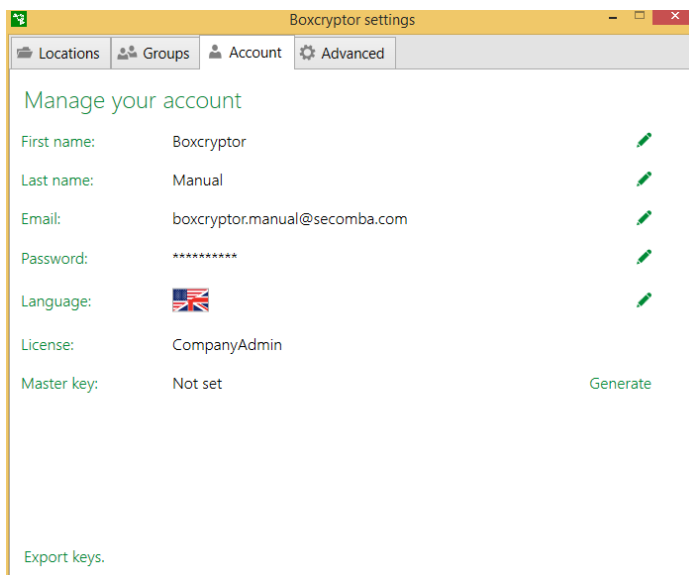 Boxcryptor settings
Locations Groups Account Advanced
Manage your account
First name: Boxcryptor
Last name: Manual
Email: boxcryptor.manual@secomba.com
Password: **********
Language:
License: CompanyAdmin
Master key: Not set Generate
Export keys.